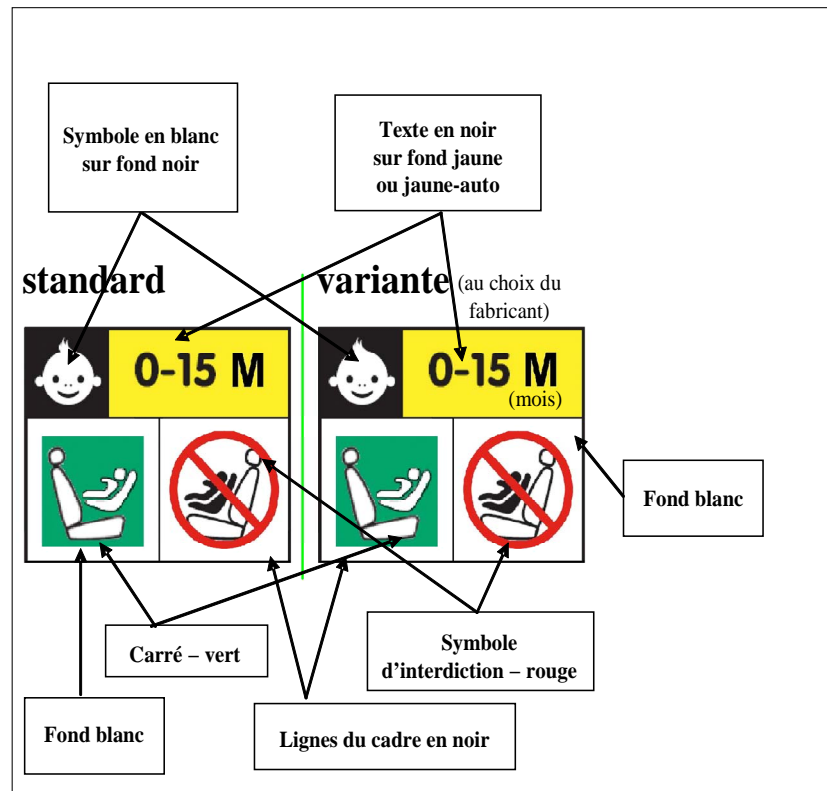 Symbole en blanc
sur fond noir
Texte en noir
sur fond jaune
ou jaune-auto
standard
variante (au choix du
fabricant)
0-15 M
0-15 M
(mois)
Fond blanc
Carré – vert
Symbole
d'interdiction – rouge
Fond blanc
Lignes du cadre en noir